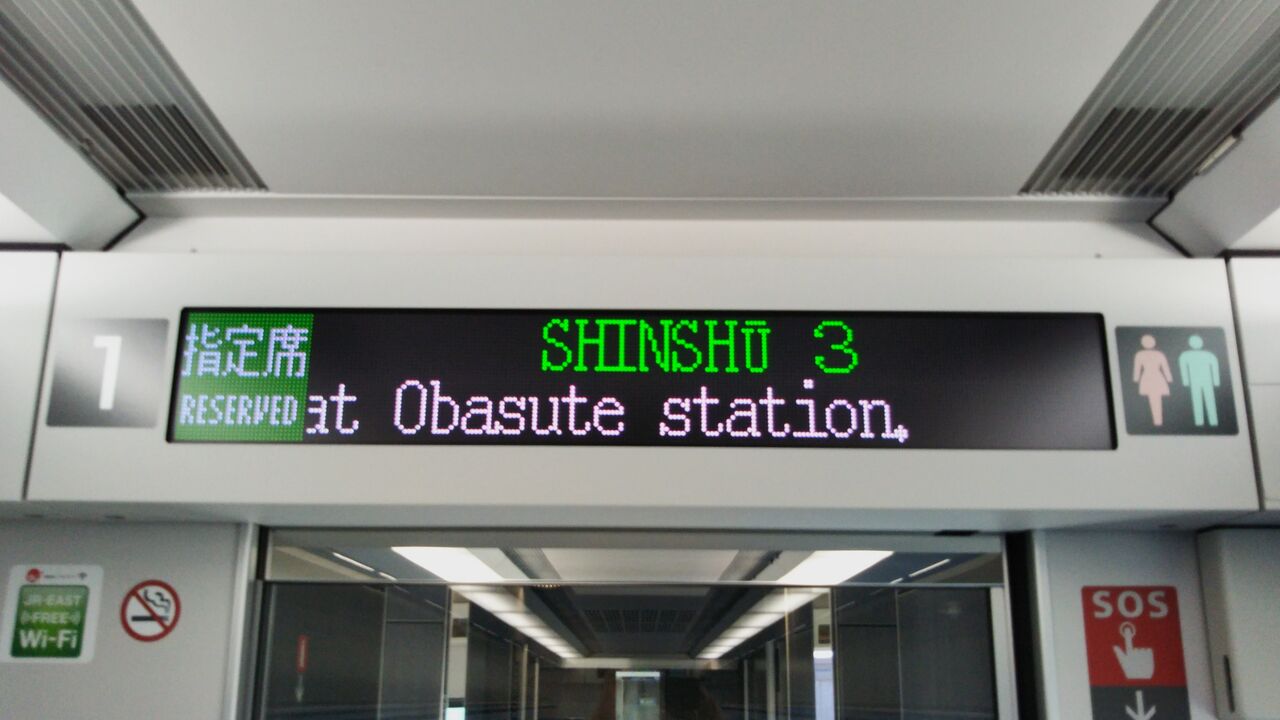 1
指定席
RESERVED
SHINSHŪ 3
at Obasute station,
JR-EAST
FREE
Wi-Fi
SOS